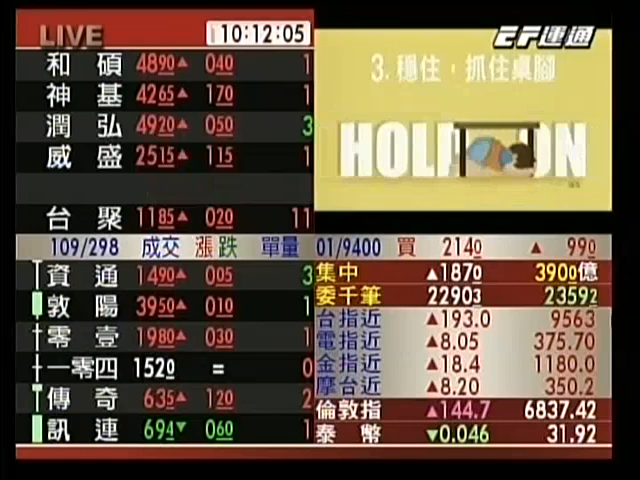 LIVE 10:12:05
EF運通
和碩 4890▲ 040 1
神基 4265▲ 170 1
潤弘 4920▲ 050 3
威盛 2515▲ 115 1
台聚 1185▲ 020 11
3. 穩住，抓住桌腳
HOLD ON
109/298 成交 漲跌 單量
01/9400 買 2140 ▲ 990
資通 1490▲ 005 3
敦陽 3950▲ 010 1
零壹 1980▲ 030 1
一零四 1520 = 0
傳奇 635▲ 120 2
訊連 694▼ 060 1
集中 ▲1870 3900億
委千筆 22903 23592
台指近 ▲193.0 9563
電指近 ▲8.05 375.70
金指近 ▲18.4 1180.0
摩台近 ▲8.20 350.2
倫敦指 ▲144.7 6837.42
泰幣 ▼0.046 31.92